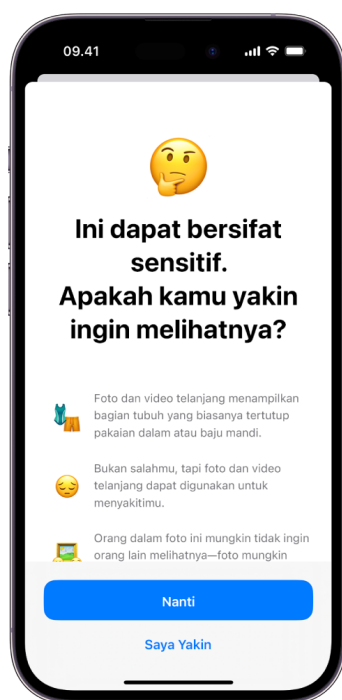 09.41
Ini dapat bersifat
sensitif.
Apakah kamu yakin
ingin melihatnya?
Foto dan video telanjang menampilkan
bagian tubuh yang biasanya tertutup
pakaian dalam atau baju mandi.
Bukan salahmu, tapi foto dan video
telanjang dapat digunakan untuk
menyakitimu.
Orang dalam foto ini mungkin tidak ingin
orang lain melihatnya—foto mungkin
Nanti
Saya Yakin